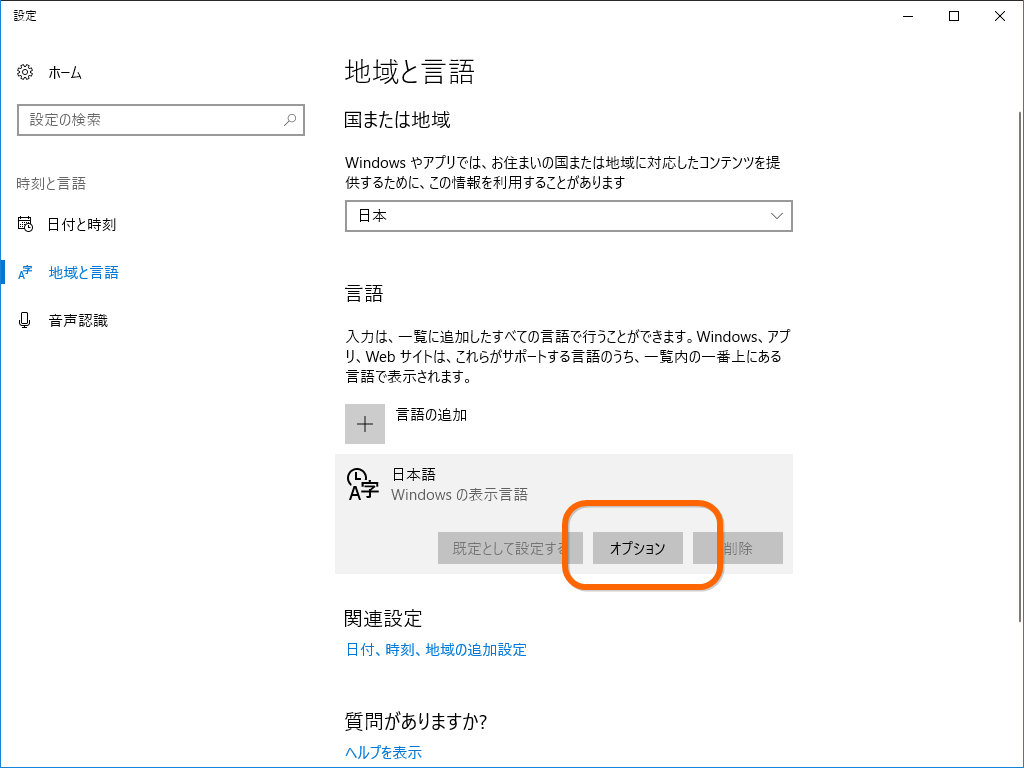 設定
ホーム
設定の検索
時刻と言語
日付と時刻
地域と言語
音声認識
地域と言語
国または地域
Windows やアプリでは、お住まいの国または地域に対応したコンテンツを提
供するために、この情報を利用することがあります
日本
言語
入力は、一覧に追加したすべての言語で行うことができます。Windows、アプ
リ、Web サイトは、これらがサポートする言語のうち、一覧内の一番上にある
言語で表示されます。
言語の追加
A字
日本語
Windows の表示言語
既定として設定する
オプション
削除
関連設定
日付、時刻、地域の追加設定
質問がありますか?
ヘルプを表示